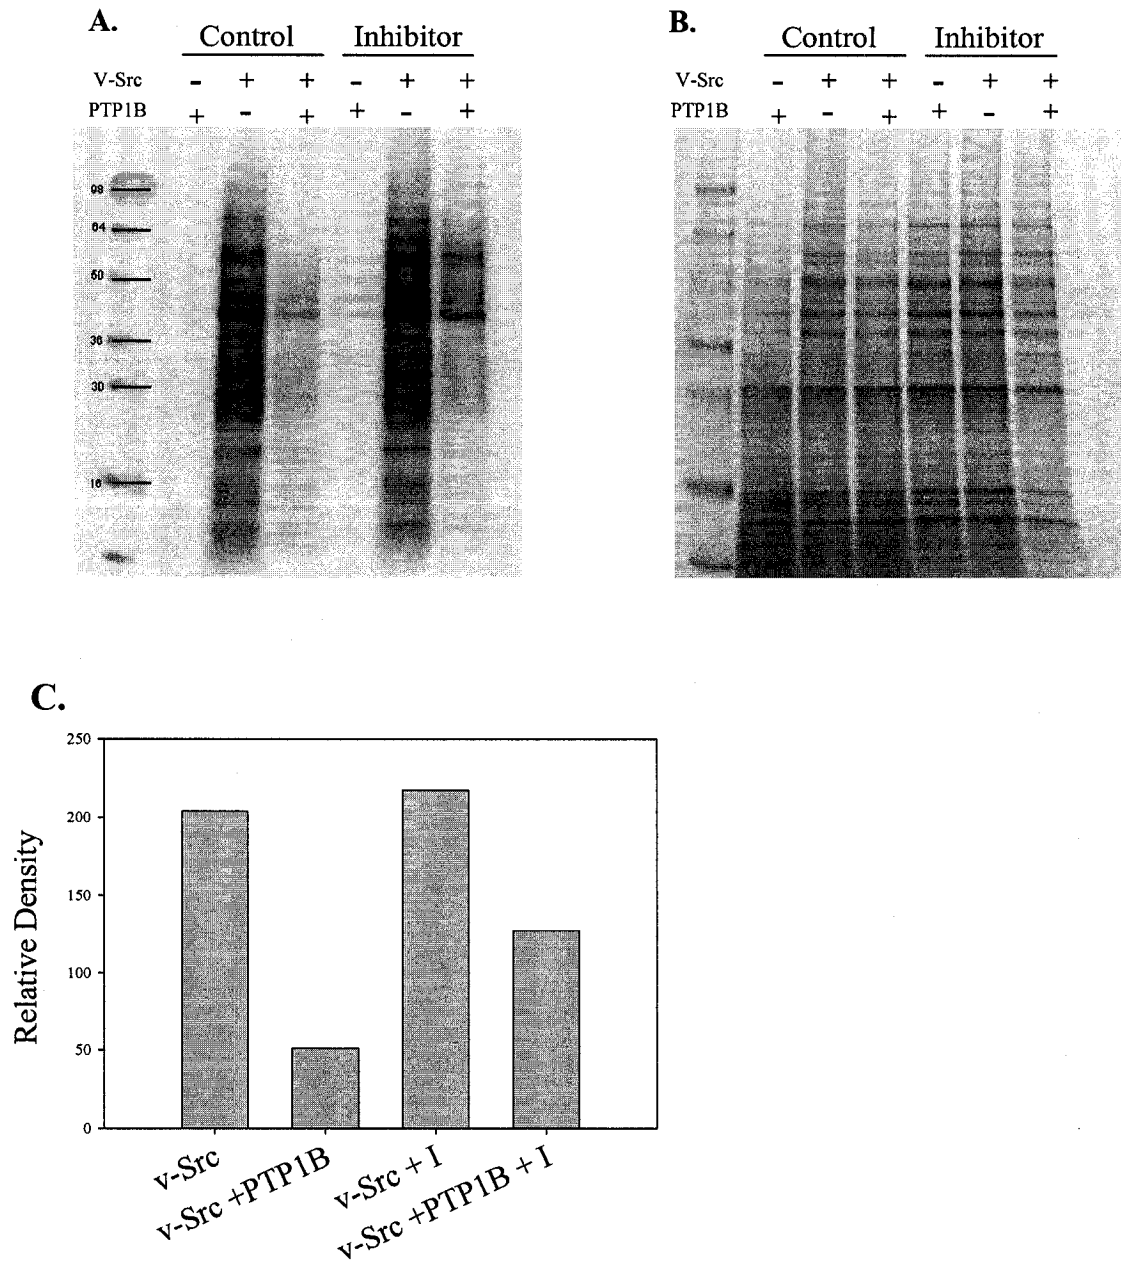 A.
Control Inhibitor
V-Src - + + - + +
PTP1B + - + + - +
98
64
50
36
30
16
B.
Control Inhibitor
V-Src - + + - + +
PTP1B + - + + - +
C.
Relative Density
250
200
150
100
50
0
v-Src
v-Src +PTP1B
v-Src + I
v-Src +PTP1B + I